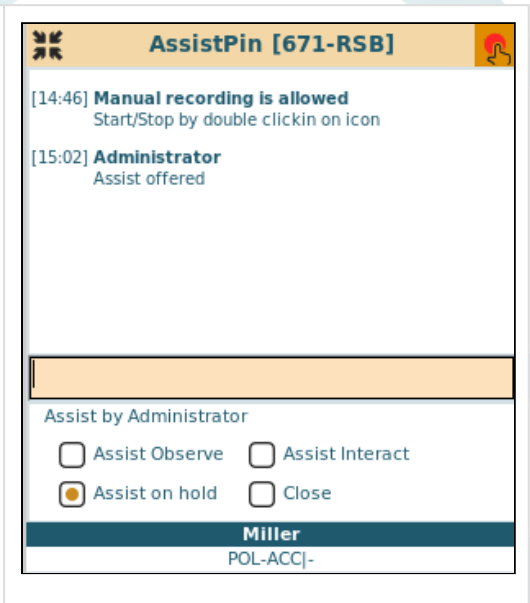 AssistPin [671-RSB]
[14:46] Manual recording is allowed
Start/Stop by double clickin on icon
[15:02] Administrator
Assist offered
Assist by Administrator
Assist Observe Assist Interact
Assist on hold Close
Miller
POL-ACC|-